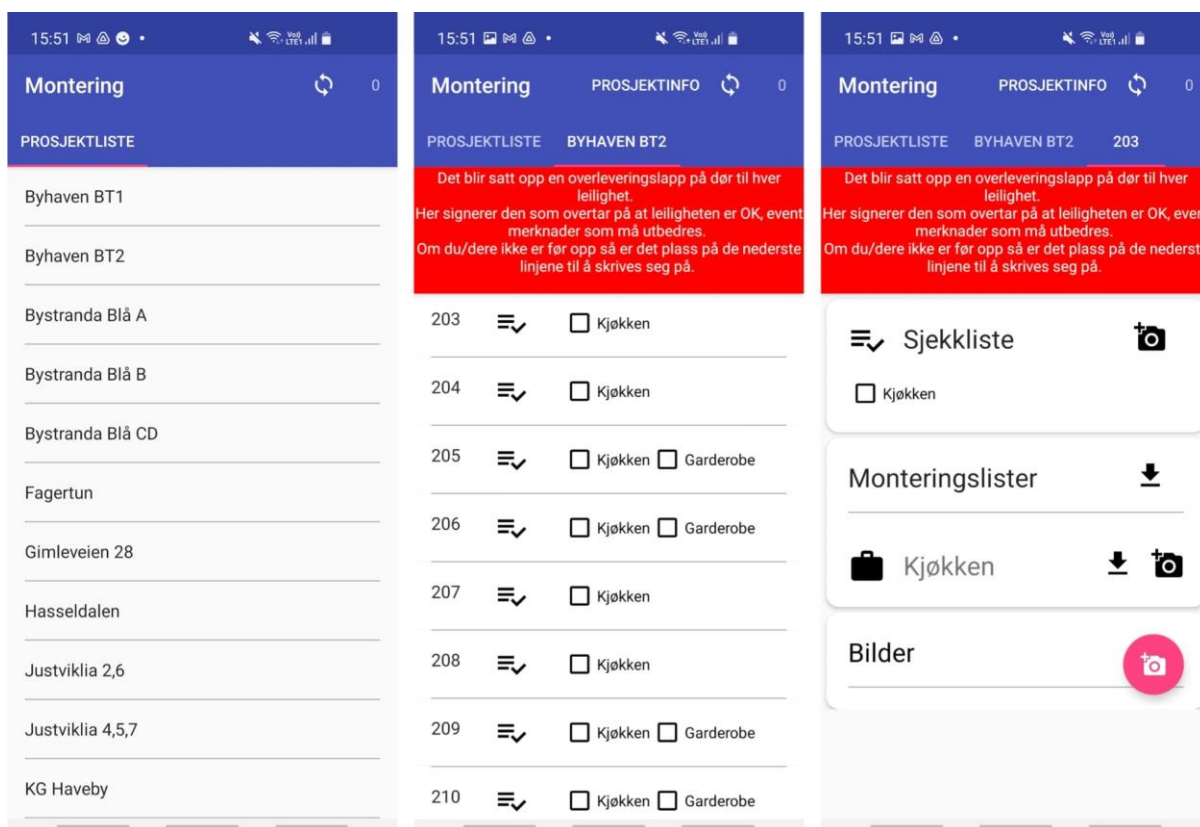 15:51
Montering
0
PROSJEKTLISTE
Byhaven BT1
Byhaven BT2
Bystranda Blå A
Bystranda Blå B
Bystranda Blå CD
Fagertun
Gimleveien 28
Hasseldalen
Justviklia 2,6
Justviklia 4,5,7
KG Haveby
15:51
Montering PROSJEKTINFO 0
PROSJEKTLISTE BYHAVEN BT2
Det blir satt opp en overleveringslapp på dør til hver
leilighet.
Her signerer den som overtar på at leiligheten er OK, event
merknader som må utbedres.
Om du/dere ikke er før opp så er det plass på de nederste
linjene til å skrives seg på.
203 Kjøkken
204 Kjøkken
205 Kjøkken Garderobe
206 Kjøkken Garderobe
207 Kjøkken
208 Kjøkken
209 Kjøkken Garderobe
210 Kjøkken Garderobe
15:51
Montering PROSJEKTINFO 0
PROSJEKTLISTE BYHAVEN BT2 203
Det blir satt opp en overleveringslapp på dør til hver
leilighet.
Her signerer den som overtar på at leiligheten er OK, even
merknader som må utbedres.
Om du/dere ikke er før opp så er det plass på de nederst
linjene til å skrives seg på.
Sjekkliste
Kjøkken
Monteringslister
Kjøkken
Bilder